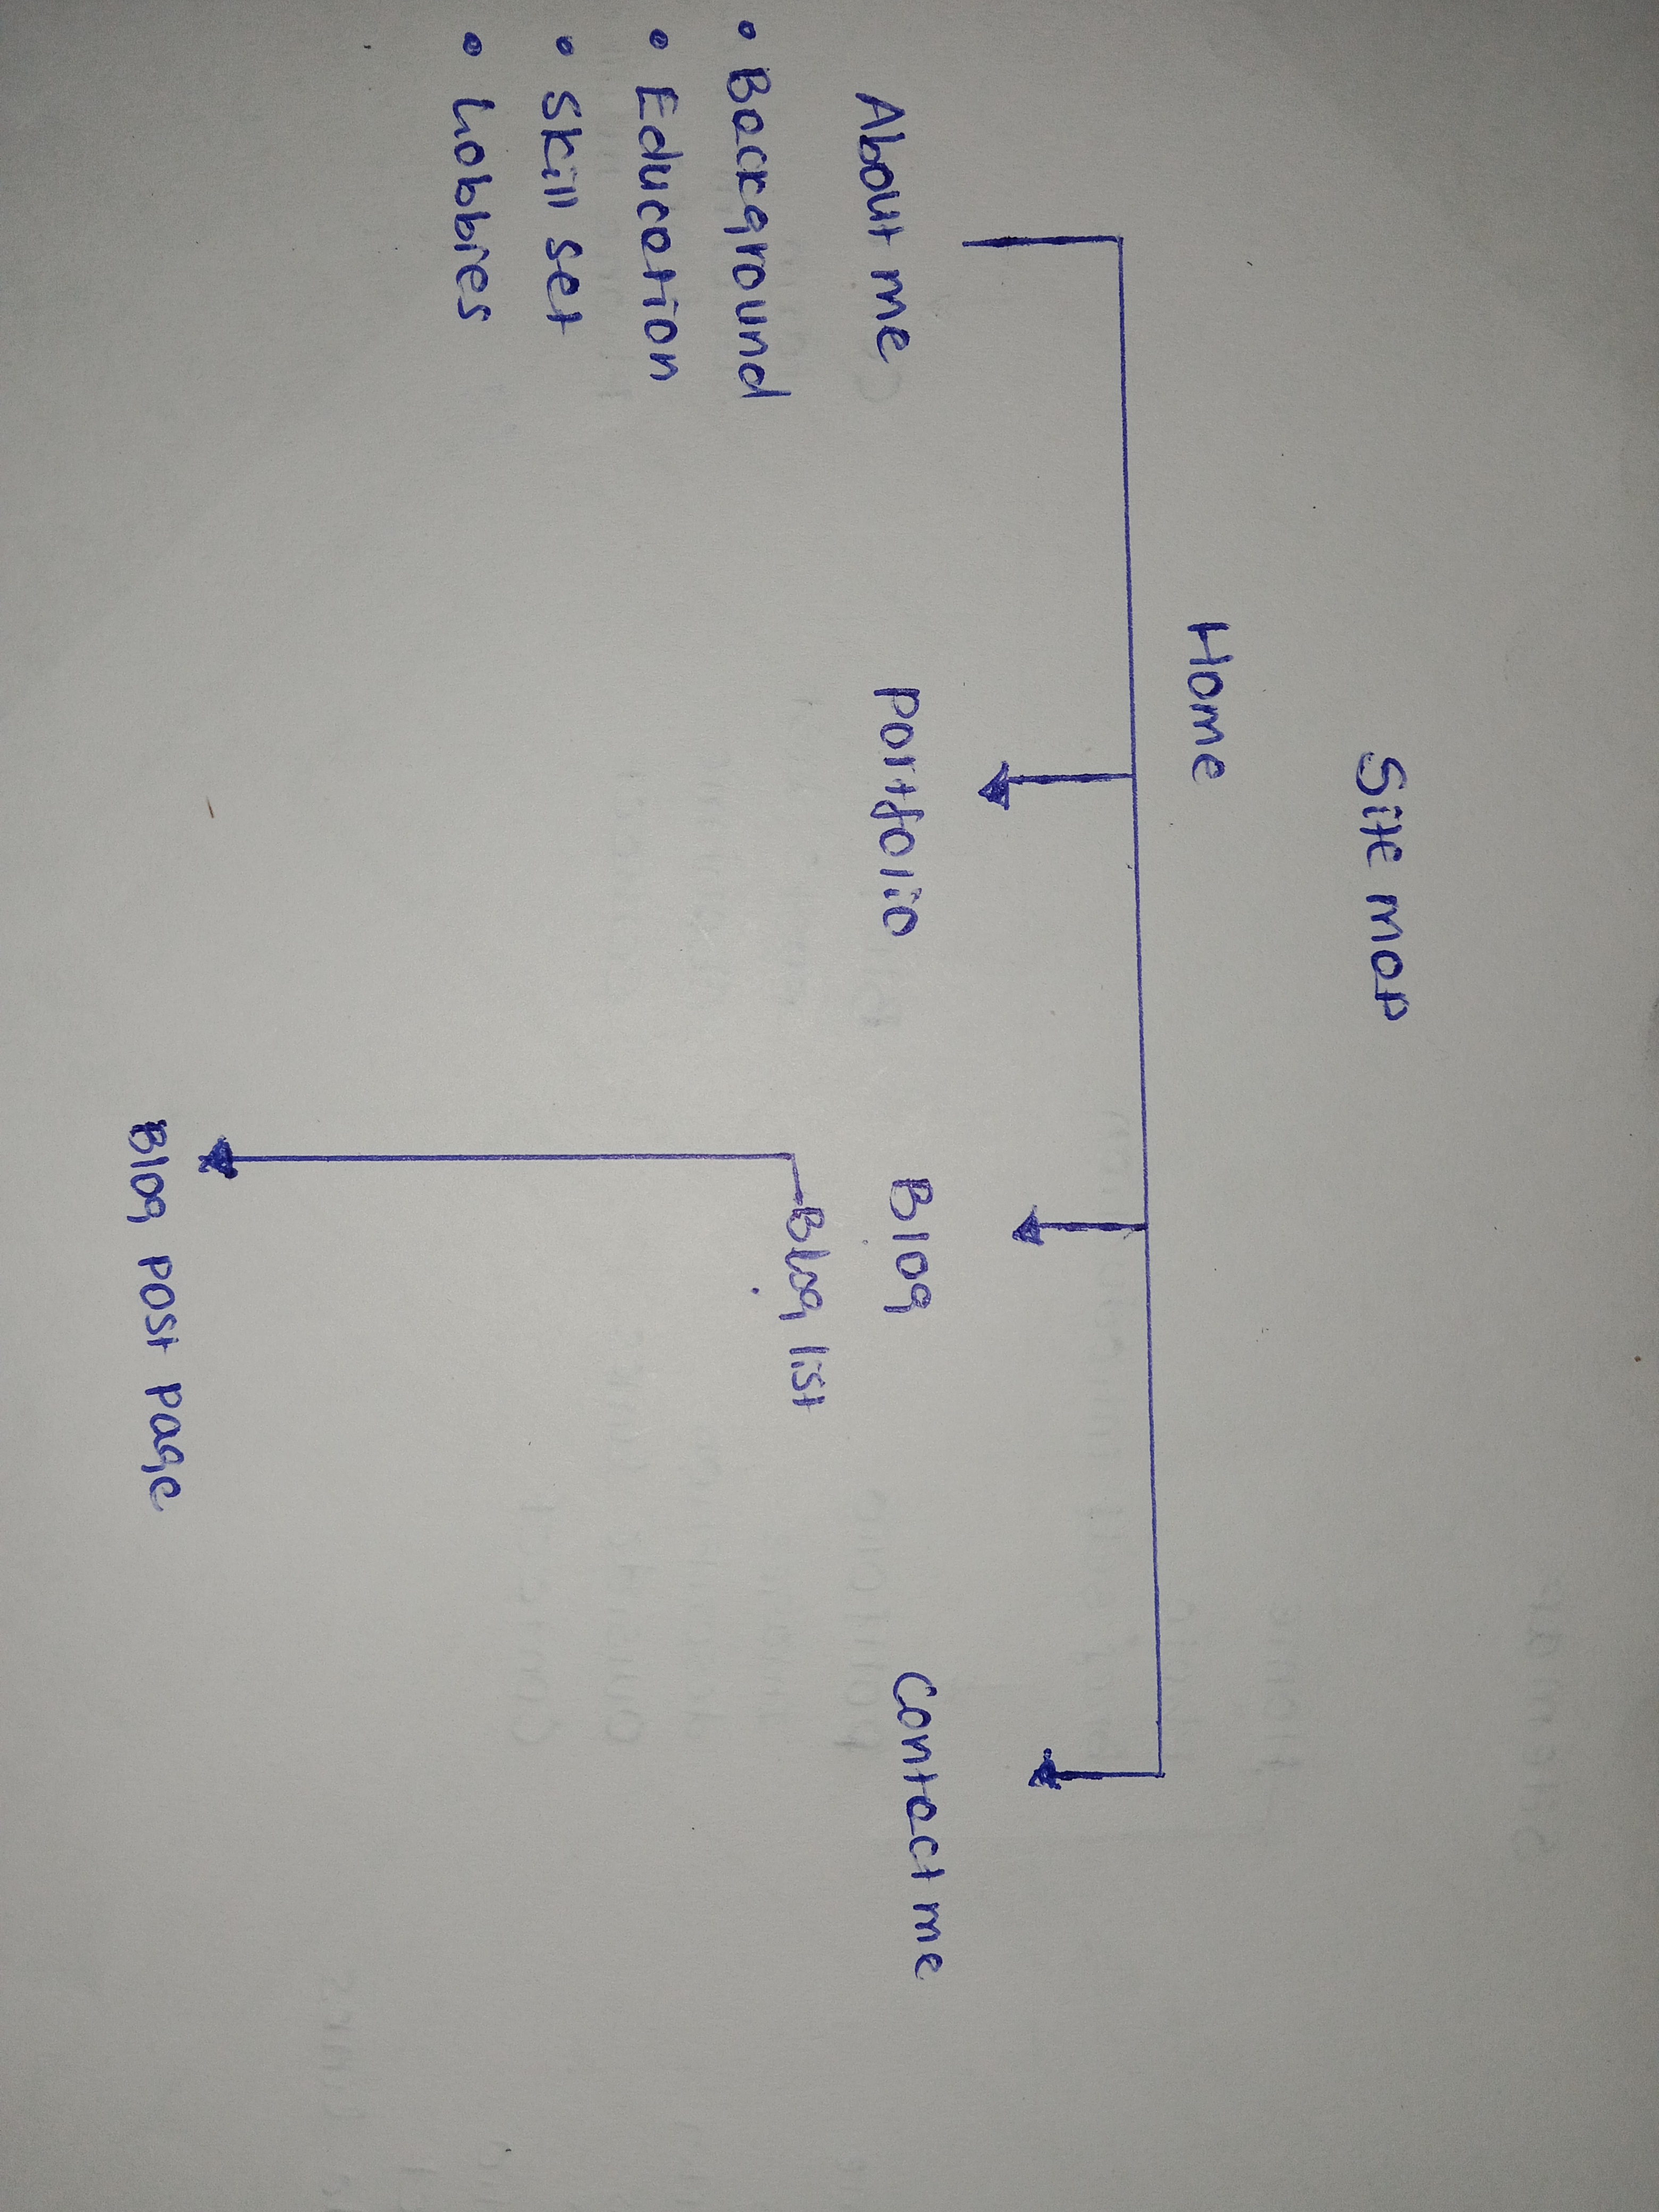 Site map
Home
About me
Portfolio
Blog
Contact me
• Background
• Education
• Skill set
• hobbies
Blog list
Blog post page